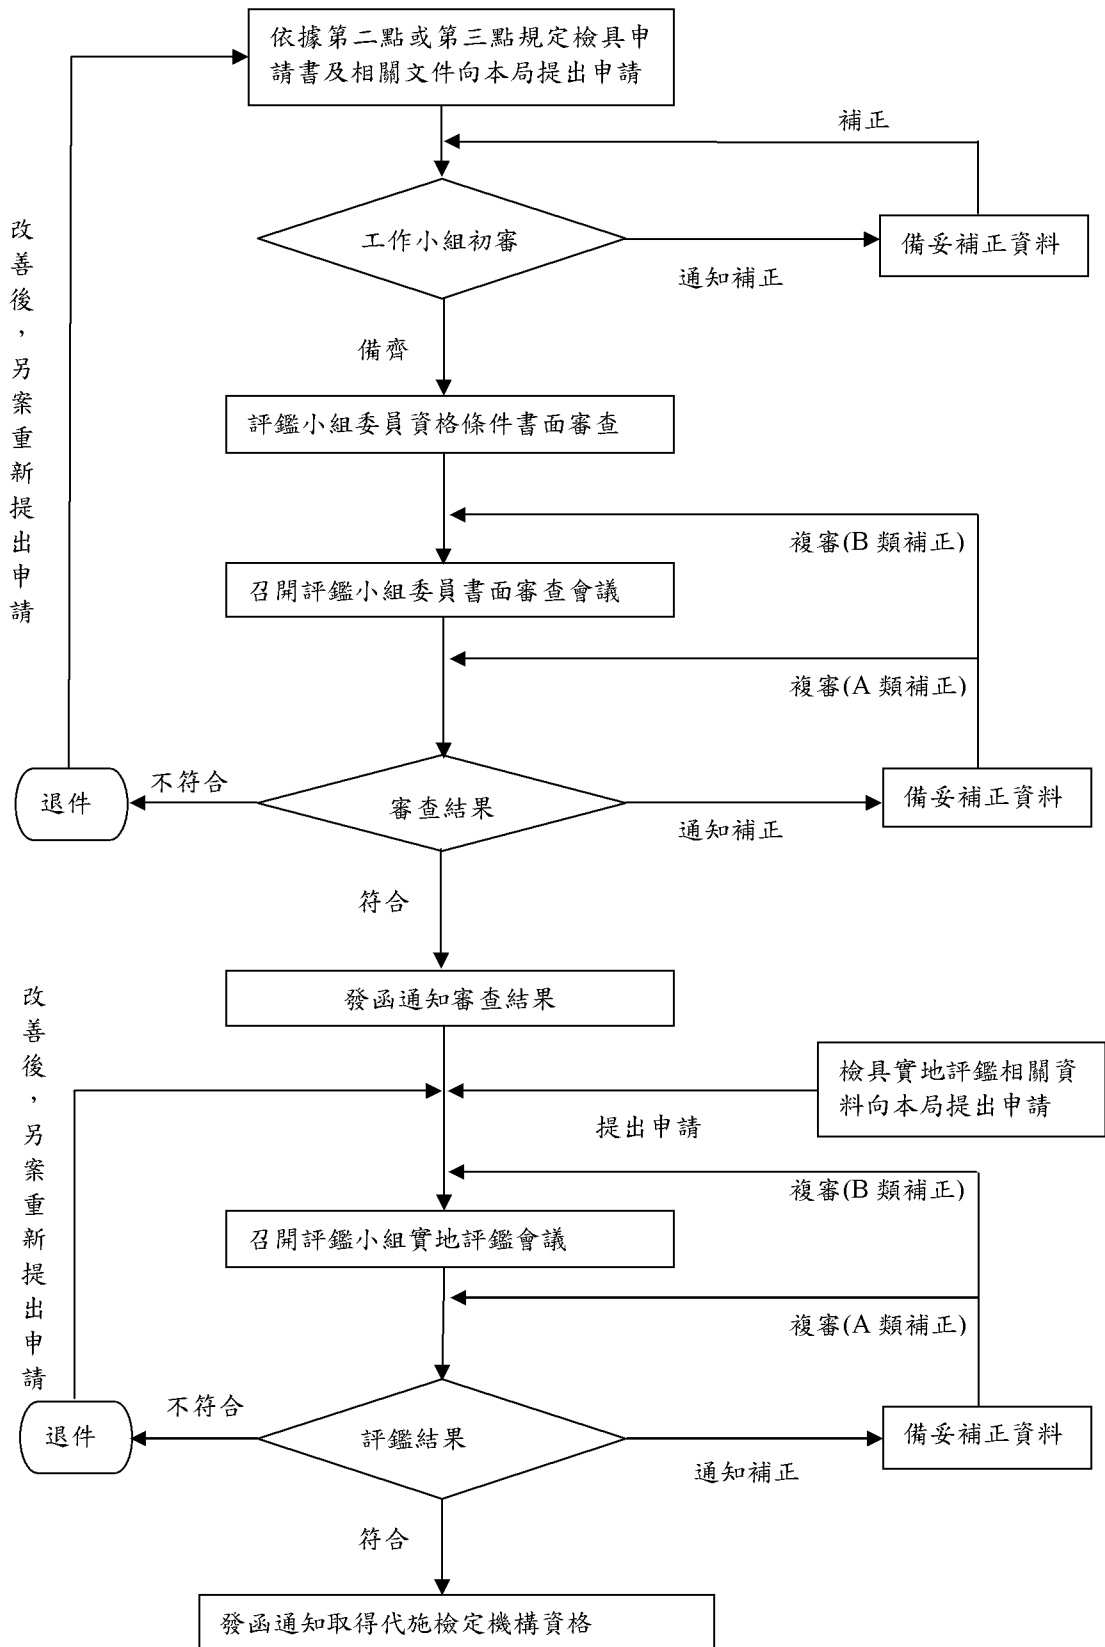 依據第二點或第三點規定檢具申
請書及相關文件向本局提出申請
補正
工作小組初審
備妥補正資料
通知補正
改善後，另案重新提出申請
備齊
評鑑小組委員資格條件書面審查
複審(B 類補正)
召開評鑑小組委員書面審查會議
複審(A 類補正)
退件
不符合
審查結果
備妥補正資料
通知補正
符合
發函通知審查結果
改善後，另案重新提出申請
檢具實地評鑑相關資
料向本局提出申請
提出申請
複審(B 類補正)
召開評鑑小組實地評鑑會議
複審(A 類補正)
不符合
退件
評鑑結果
備妥補正資料
通知補正
符合
發函通知取得代施檢定機構資格